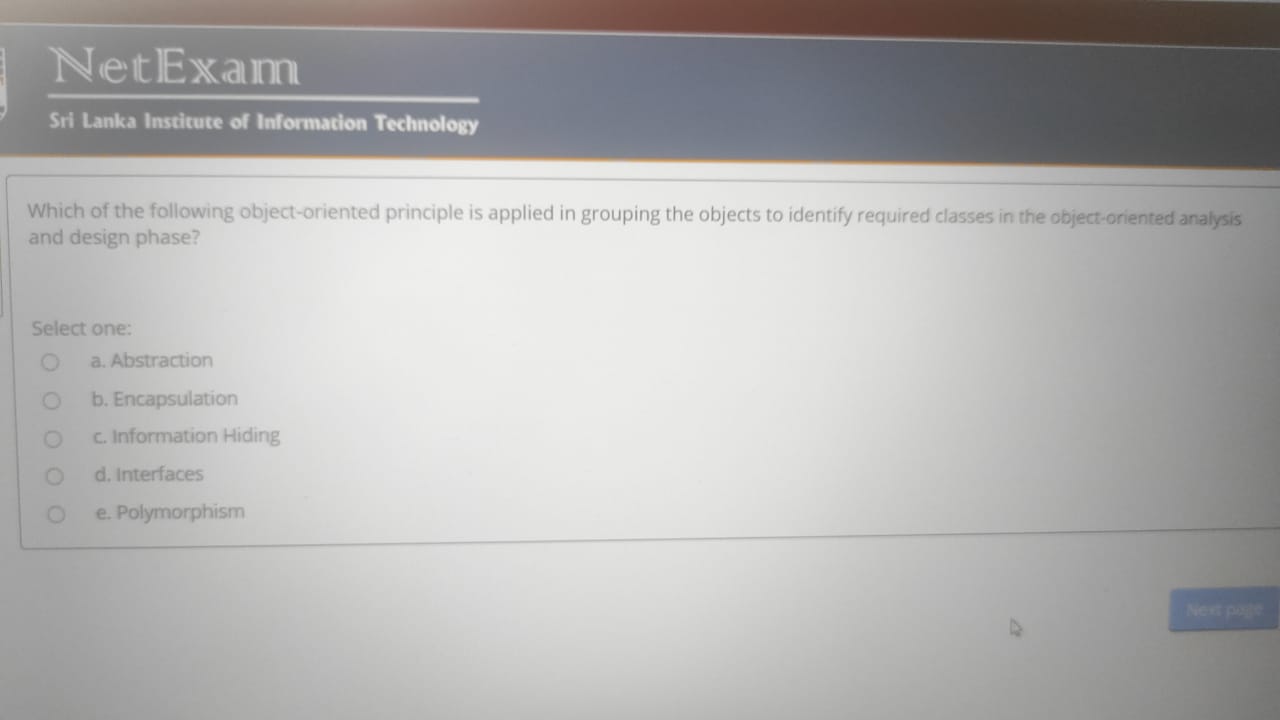 NetExam
Sri Lanka Institute of Information Technology
Which of the following object-oriented principle is applied in grouping the objects to identify required classes in the object-oriented analysis
and design phase?
Select one:
a. Abstraction
b. Encapsulation
c. Information Hiding
d. Interfaces
e. Polymorphism
Next page